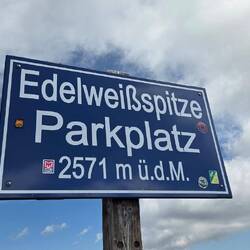 Edelweißspitze
Parkplatz
2571 m ü.d.M.